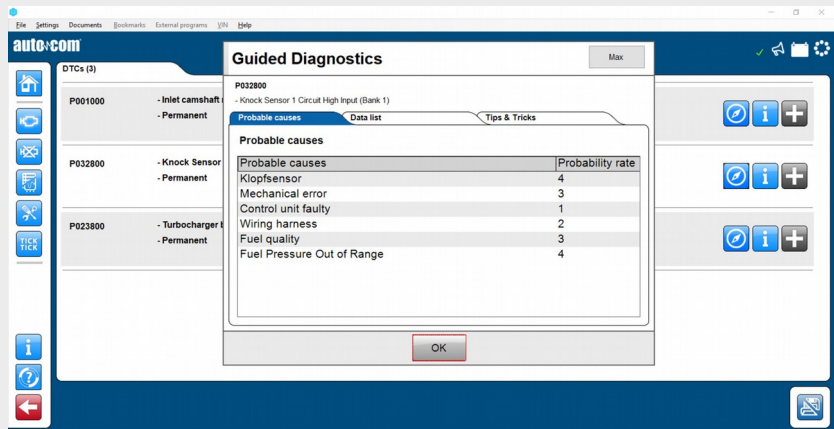 File Settings Documents Bookmarks External programs VIN Help
auto·com
DTCs (3)
Guided Diagnostics
Max
P032800
- Knock Sensor 1 Circuit High Input (Bank 1)
Probable causes Data list Tips & Tricks
Probable causes
Probable causes Probability rate
Klopfsensor 4
Mechanical error 3
Control unit faulty 1
Wiring harness 2
Fuel quality 3
Fuel Pressure Out of Range 4
OK
P001000 - Inlet camshaft
- Permanent
P032800 - Knock Sensor
- Permanent
P023800 - Turbocharger
- Permanent
TICK
TICK